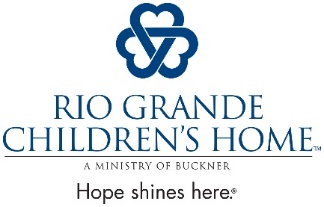 RIO GRANDE
CHILDREN'S HOME™
A MINISTRY OF BUCKNER
Hope shines here.®